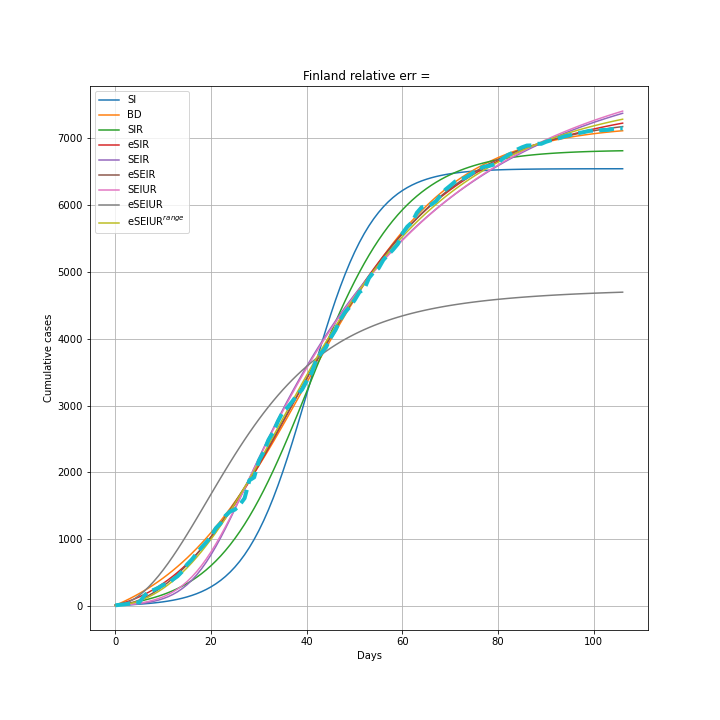 Finland relative err =
SI
BD
SIR
eSIR
SEIR
eSEIR
SEIUR
eSEIUR
eSEIUR^range
Cumulative cases
7000
6000
5000
4000
3000
2000
1000
0
0 20 40 60 80 100
Days